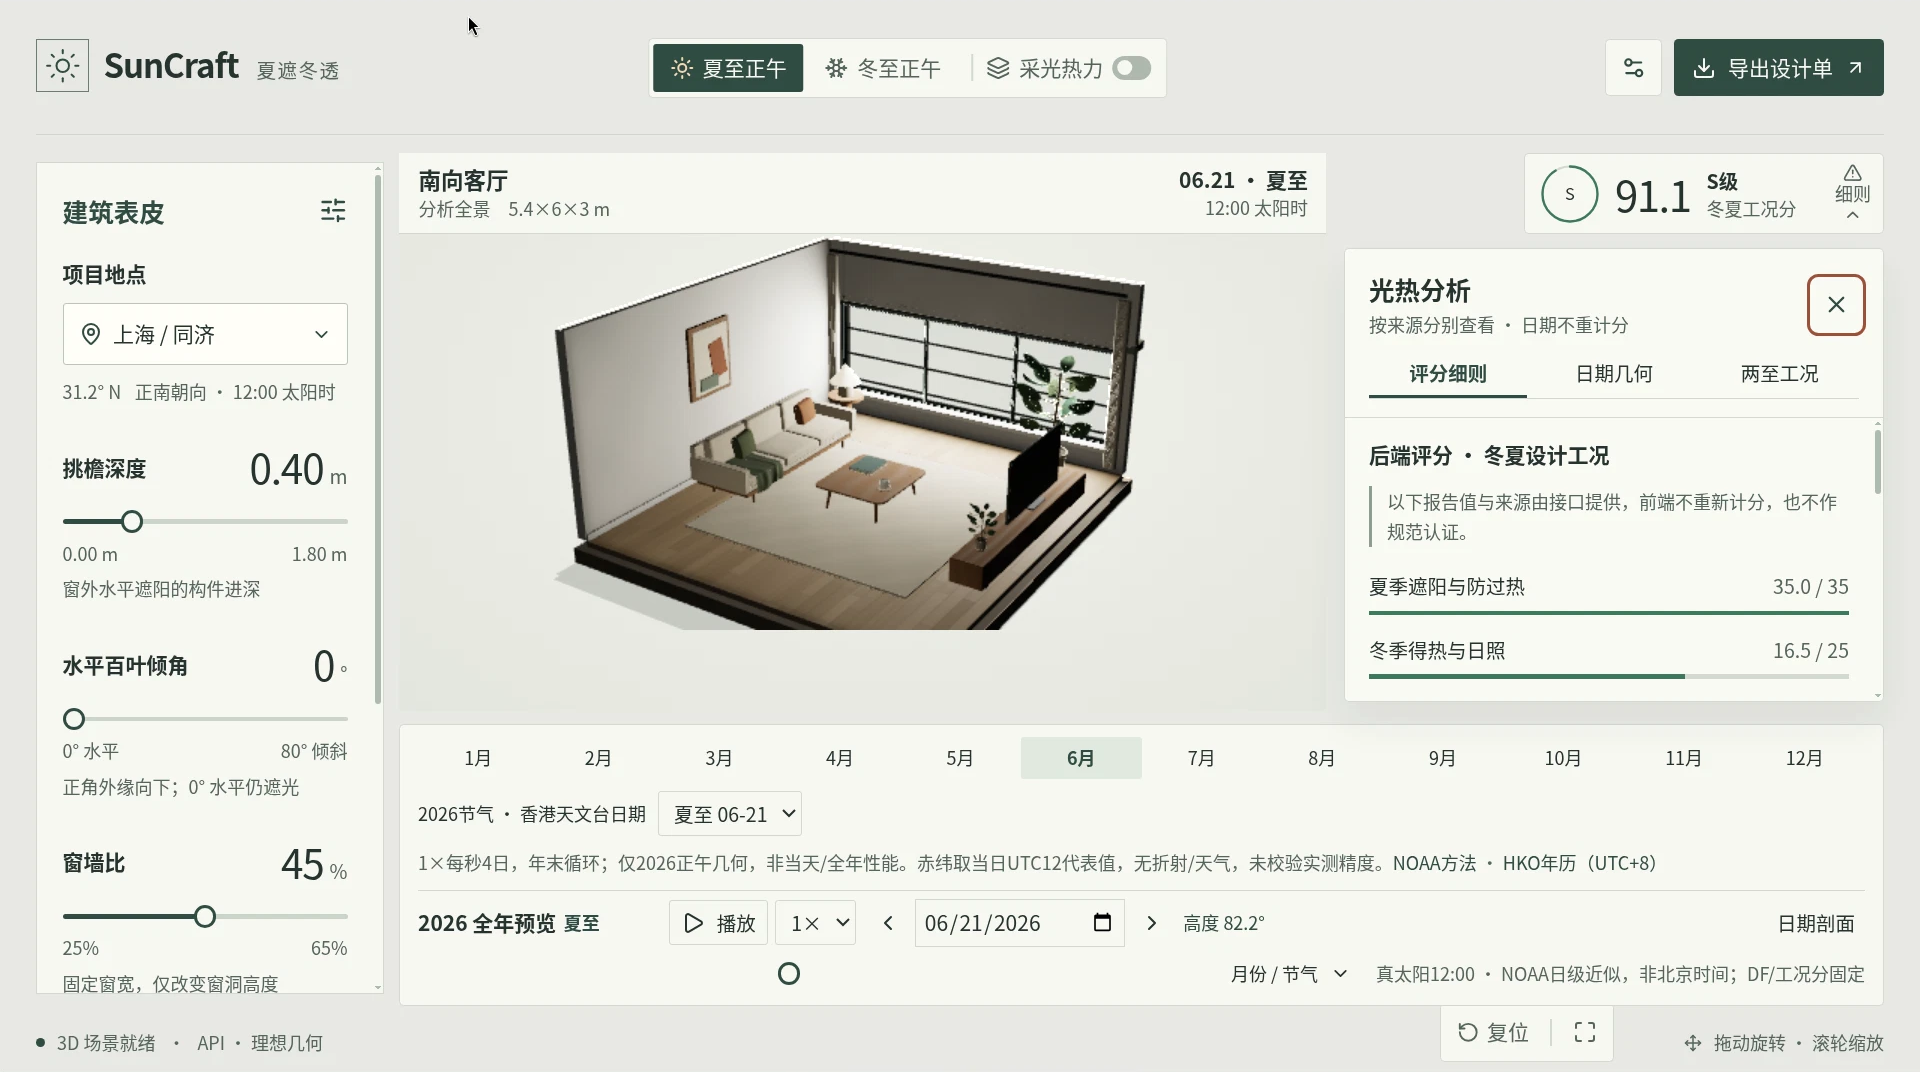 SunCraft 夏遮冬透
夏至正午
冬至正午
采光热力
导出设计单
建筑表皮
项目地点
上海 / 同济
31.2° N 正南朝向 · 12:00 太阳时
挑檐深度 0.40 m
0.00 m 1.80 m
窗外水平遮阳的构件进深
水平百叶倾角 0 °
0° 水平 80° 倾斜
正角外缘向下；0° 水平仍遮光
窗墙比 45 %
25% 65%
固定窗宽，仅改变窗洞高度
南向客厅
分析全景 5.4×6×3 m
06.21 · 夏至
12:00 太阳时
S 91.1 S级
冬夏工况分
细则
光热分析
按来源分别查看 · 日期不重计分
评分细则 日期几何 两至工况
后端评分 · 冬夏设计工况
以下报告值与来源由接口提供，前端不重新计分，也不作
规范认证。
夏季遮阳与防过热 35.0 / 35
冬季得热与日照 16.5 / 25
1月 2月 3月 4月 5月 6月 7月 8月 9月 10月 11月 12月
2026节气 · 香港天文台日期 夏至 06-21
1×每秒4日，年末循环；仅2026正午几何，非当天/全年性能。赤纬取当日UTC12代表值，无折射/天气，未校验实测精度。NOAA方法 · HKO年历（UTC+8）
2026 全年预览 夏至 播放 1× 06/21/2026 高度 82.2° 日期剖面
月份 / 节气 真太阳12:00 · NOAA日级近似，非北京时间；DF/工况分固定
3D 场景就绪 · API · 理想几何
复位
拖动旋转 · 滚轮缩放